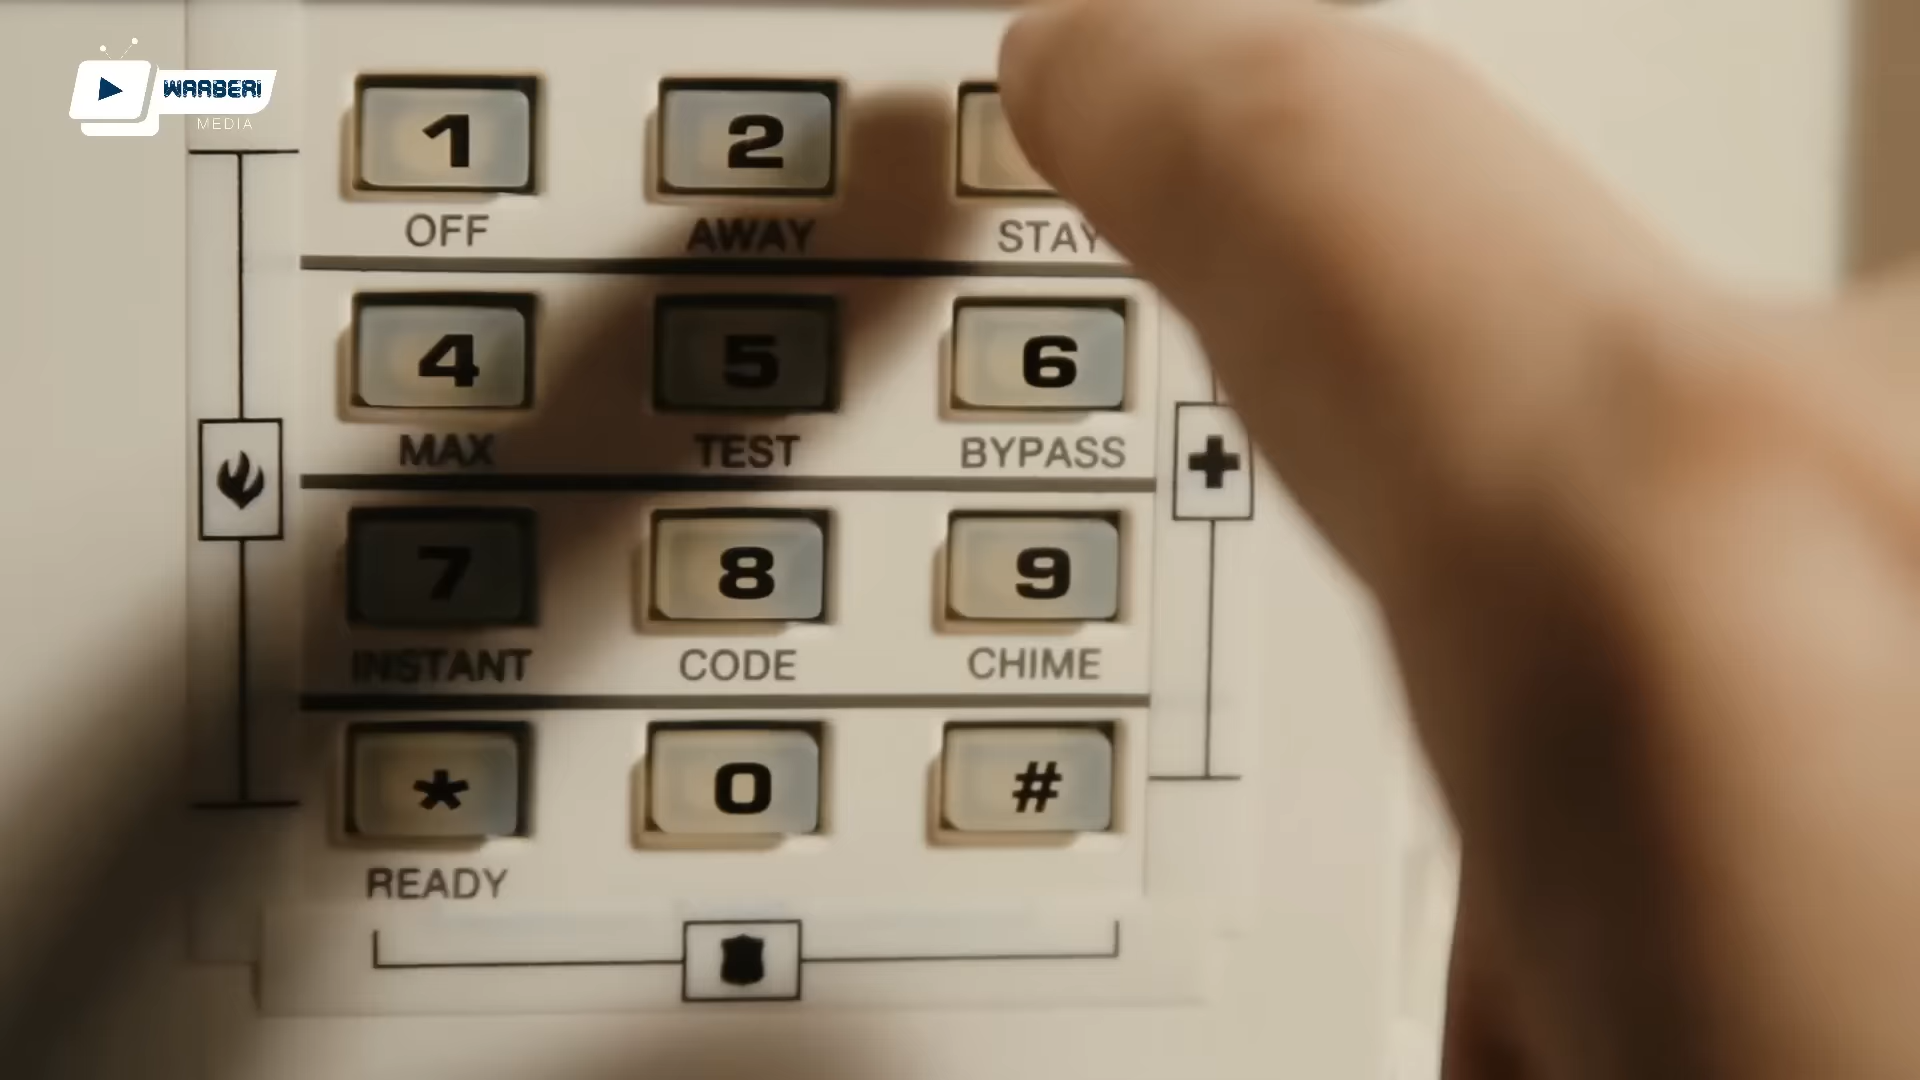 WAABERI
MEDIA
1 2
OFF AWAY STAY
4 5 6
MAX TEST BYPASS
7 8 9
INSTANT CODE CHIME
* 0 #
READY